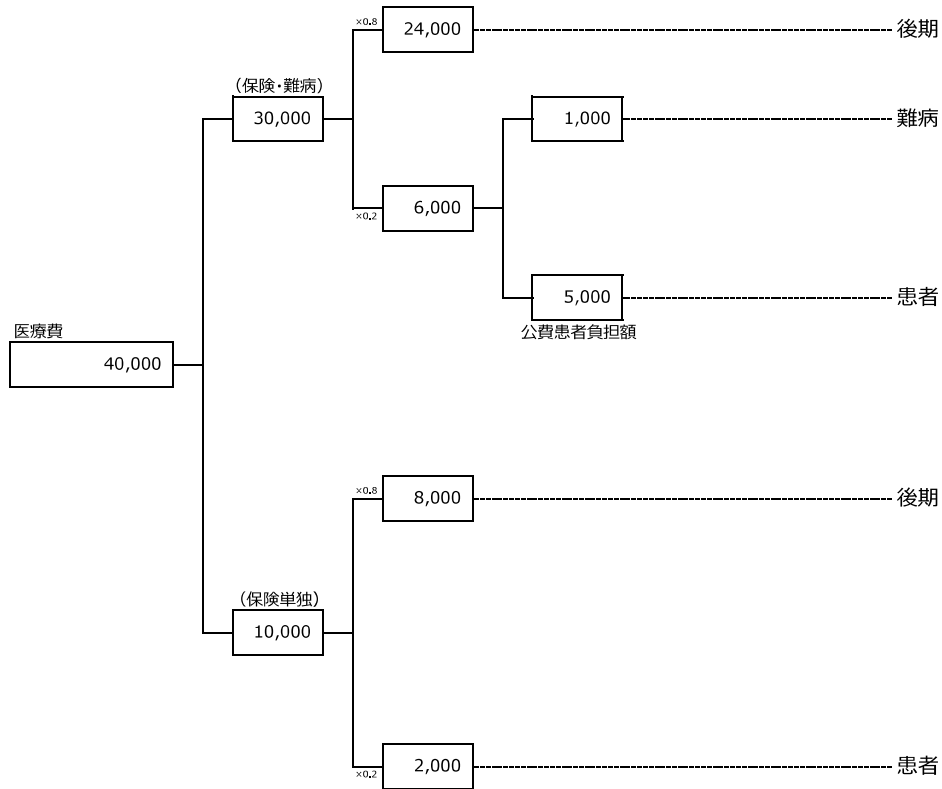 ×0.8
24,000
後期
(保険・難病)
30,000
1,000
難病
×0.2
6,000
5,000
患者
公費患者負担額
医療費
40,000
×0.8
8,000
後期
(保険単独)
10,000
×0.2
2,000
患者